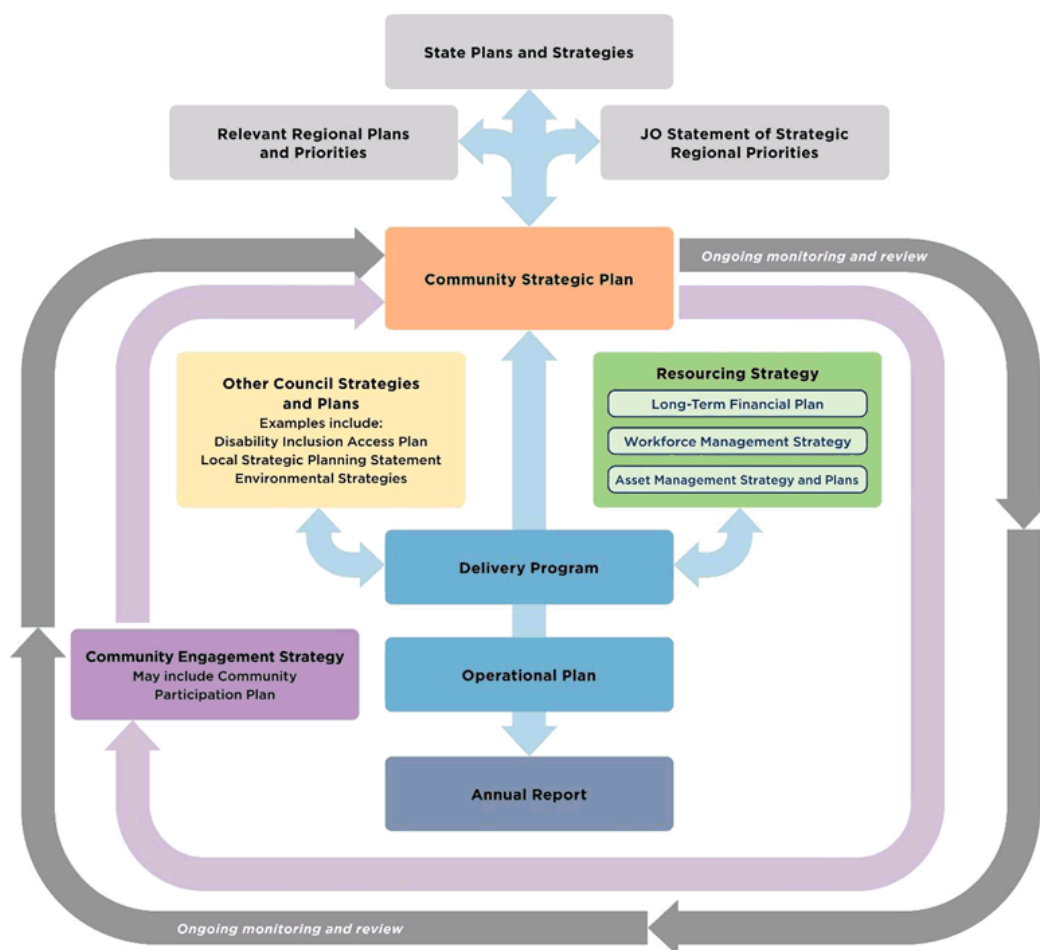 State Plans and Strategies
Relevant Regional Plans
and Priorities
JO Statement of Strategic
Regional Priorities
Community Strategic Plan
Ongoing monitoring and review
Other Council Strategies
and Plans
Examples include:
Disability Inclusion Access Plan
Local Strategic Planning Statement
Environmental Strategies
Resourcing Strategy
Long-Term Financial Plan
Workforce Management Strategy
Asset Management Strategy and Plans
Delivery Program
Community Engagement Strategy
May include Community
Participation Plan
Operational Plan
Annual Report
Ongoing monitoring and review